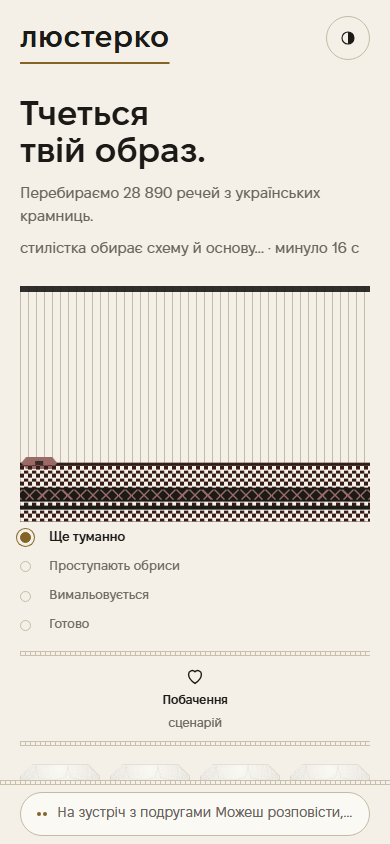 люстерко
Тчеться
твій образ.
Перебираємо 28 890 речей з українських
крамниць.
стилістка обирає схему й основу... · минуло 16 с
Ще туманно
Проступають обриси
Вимальовується
Готово
Побачення
сценарій
На зустріч з подругами Можеш розповісти,...